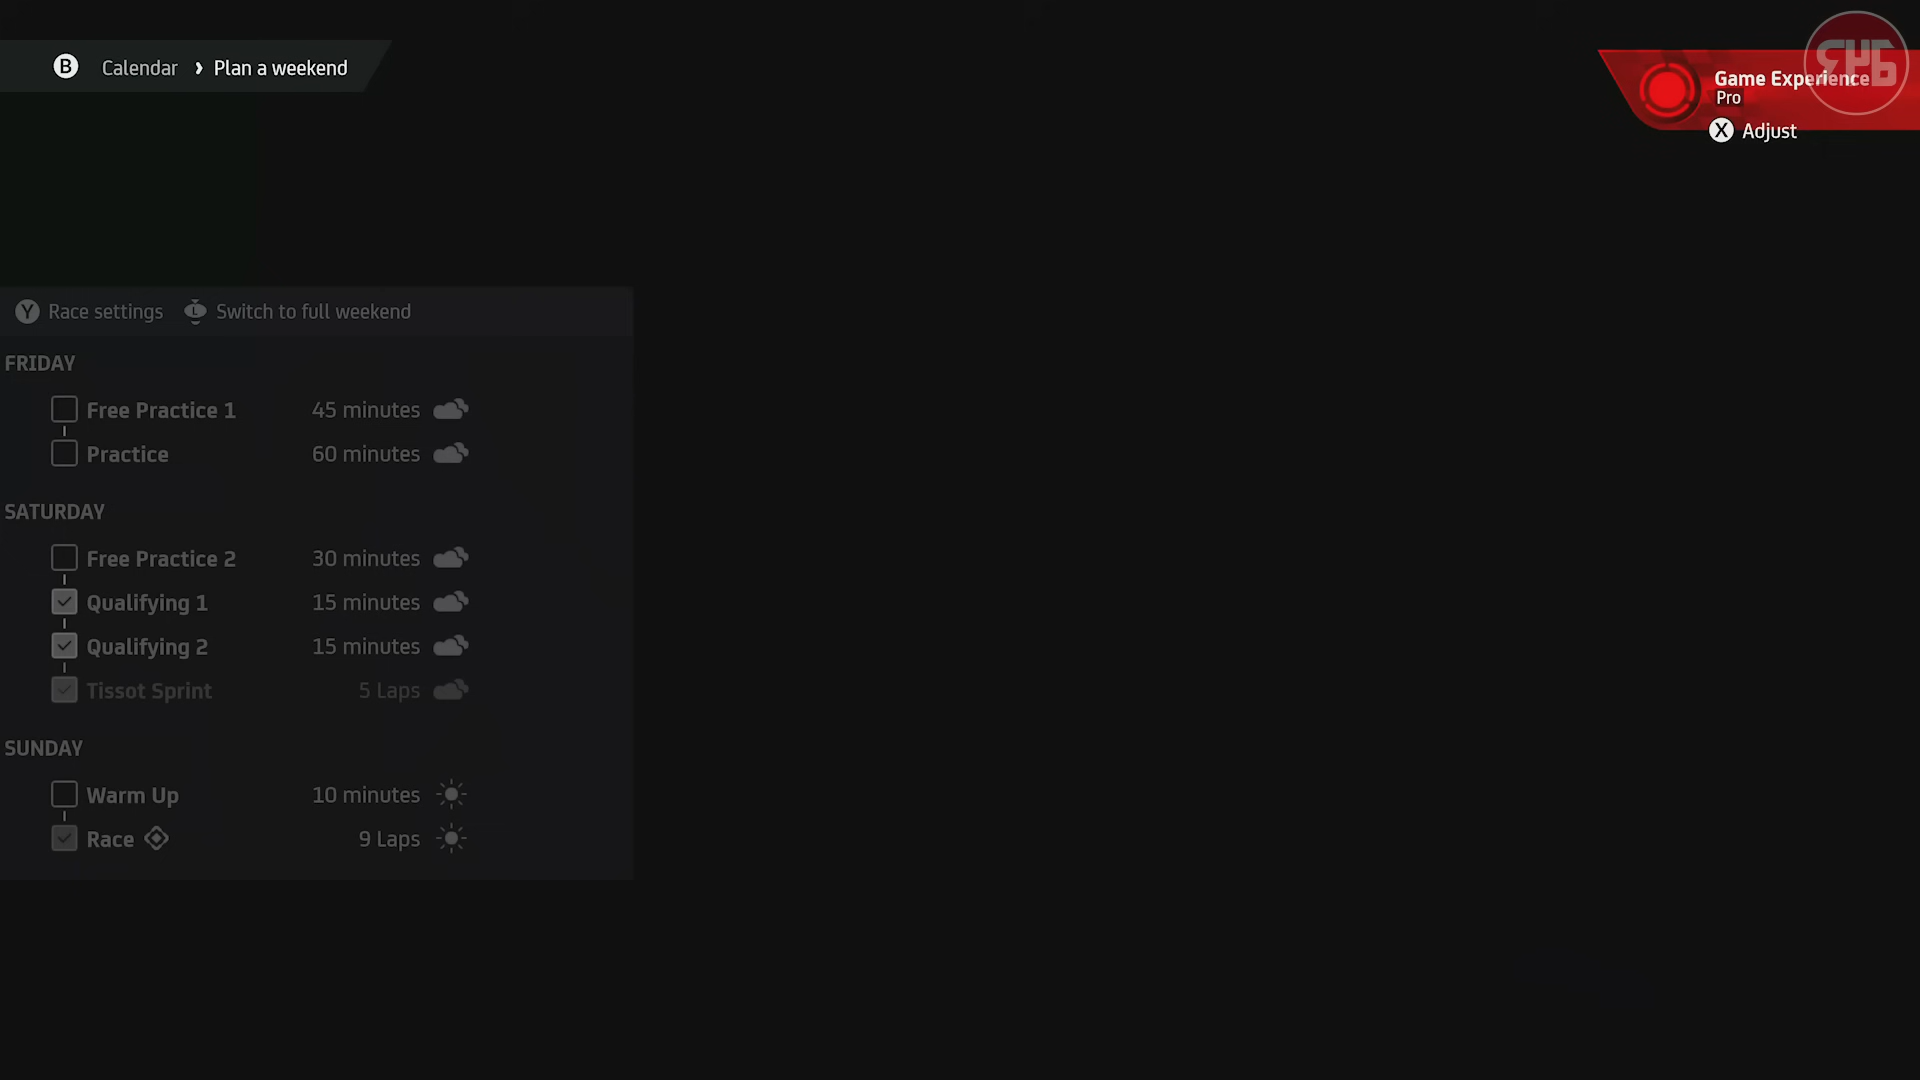 B Calendar › Plan a weekend
Game Experience
Pro
X Adjust
Y Race settings L Switch to full weekend
FRIDAY
Free Practice 1 45 minutes
Practice 60 minutes
SATURDAY
Free Practice 2 30 minutes
Qualifying 1 15 minutes
Qualifying 2 15 minutes
Tissot Sprint 5 Laps
SUNDAY
Warm Up 10 minutes
Race 9 Laps